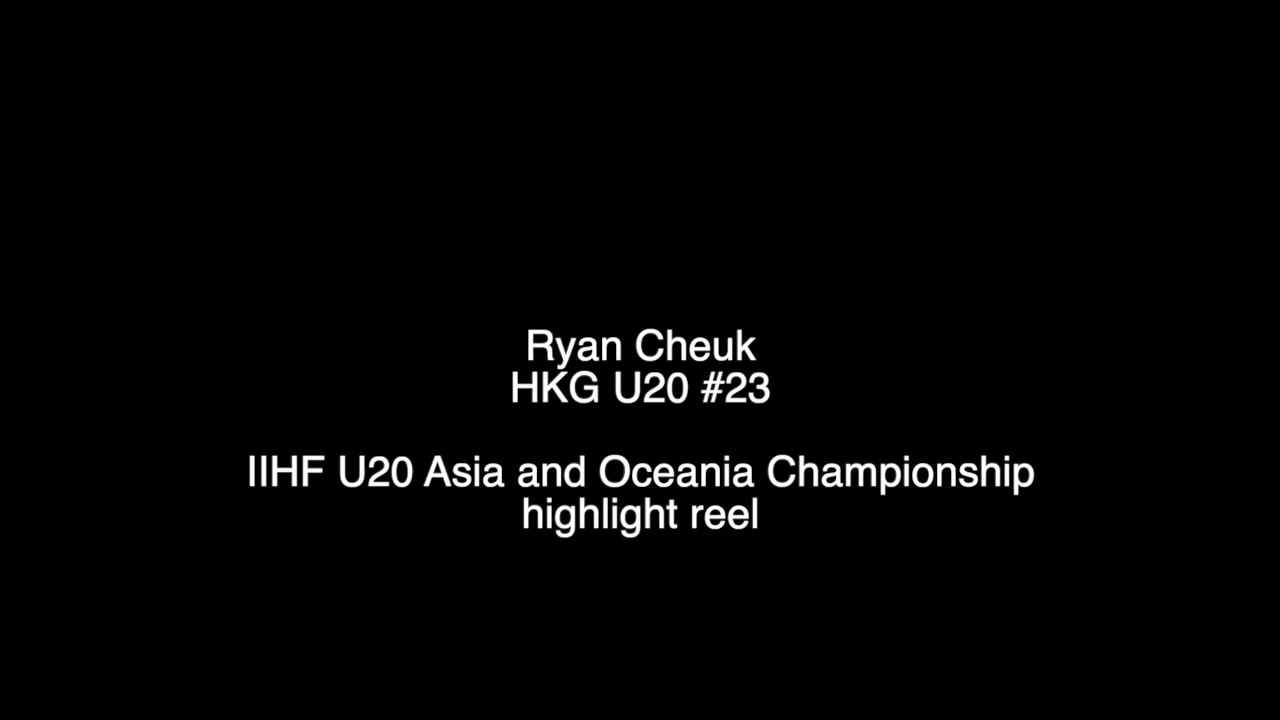 Ryan Cheuk
HKG U20 #23
IIHF U20 Asia and Oceania Championship
highlight reel